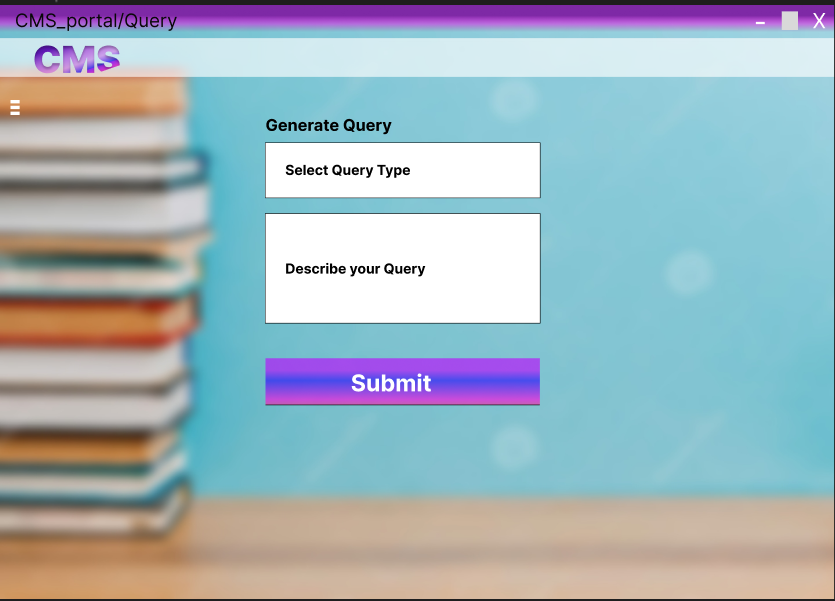 CMS_portal/Query
X
CMS
Generate Query
Select Query Type
Describe your Query
Submit